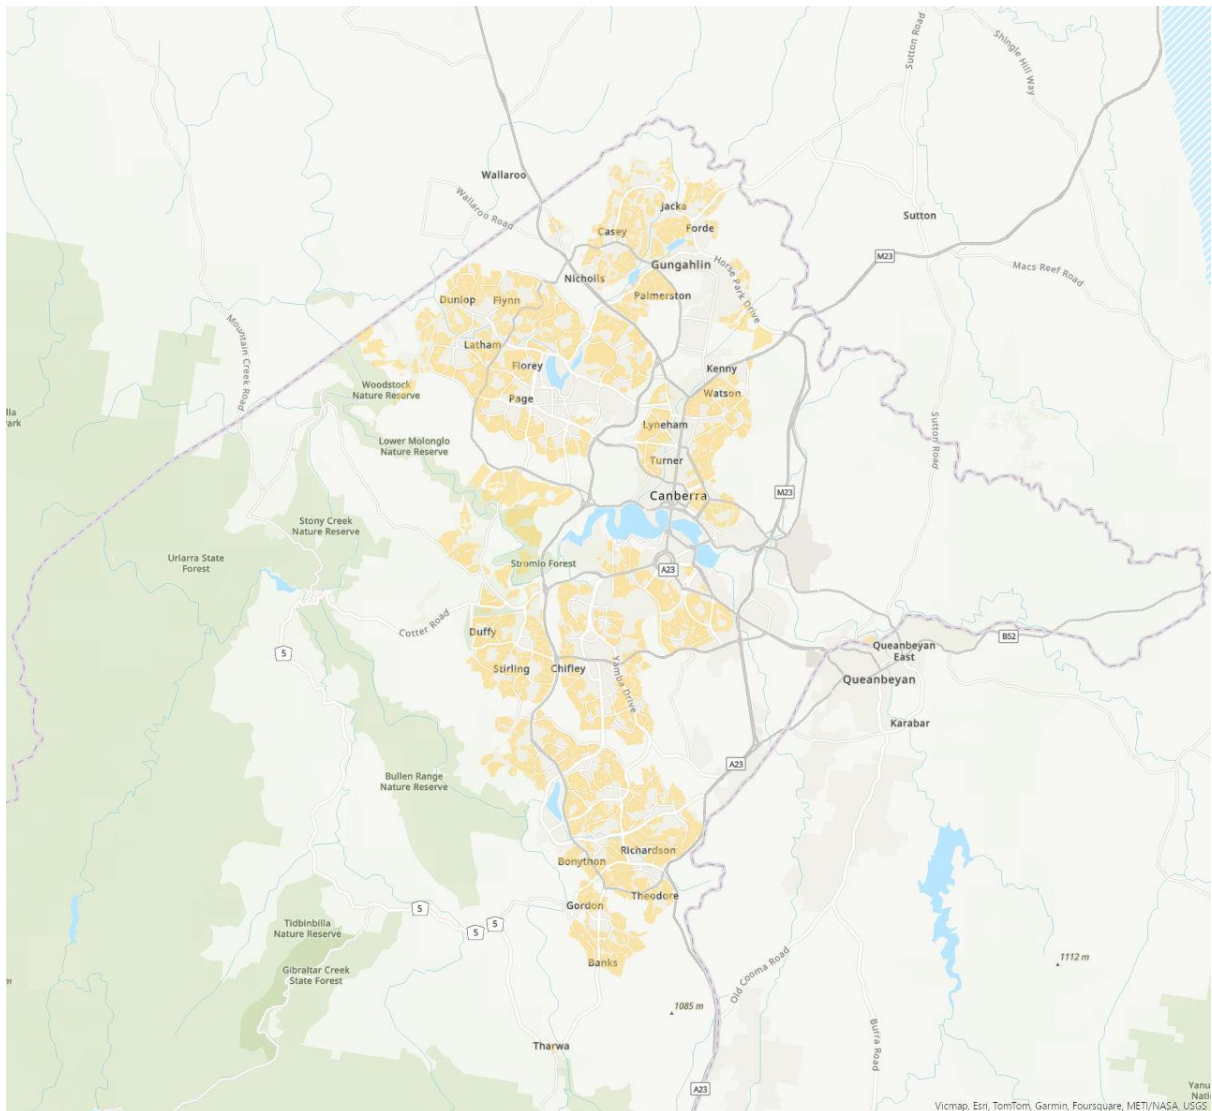 Sutton Road
Shingle Hill Way
Wallaroo
Wallaroo Road
Jacka
Sutton
Casey
Forde
M23
Gungahlin
Horse Park Drive
Macs Reef Road
Nicholls
Dunlop
Flynn
Palmerston
Mountain Creek Road
Latham
Florey
Kenny
Woodstock
Nature Reserve
Page
Watson
Sutton Road
lla
Park
Lyneham
Lower Molonglo
Nature Reserve
Turner
Canberra
M23
Stony Creek
Nature Reserve
Uriarra State
Forest
Stromlo Forest
A23
Cotter Road
Duffy
B52
5
Queanbeyan
East
Stirling
Chifley
Yamba Drive
Queanbeyan
Karabar
A23
Bullen Range
Nature Reserve
Richardson
Bonython
Theodore
Gordon
5
5
5
Tidbinbilla
Nature Reserve
Banks
1112 m
Gibraltar Creek
State Forest
Old Cooma Road
m
1085 m
Burra Road
Tharwa
A23
Yanu
Nati
Vicmap, Esri, TomTom, Garmin, Foursquare, METI/NASA, USGS